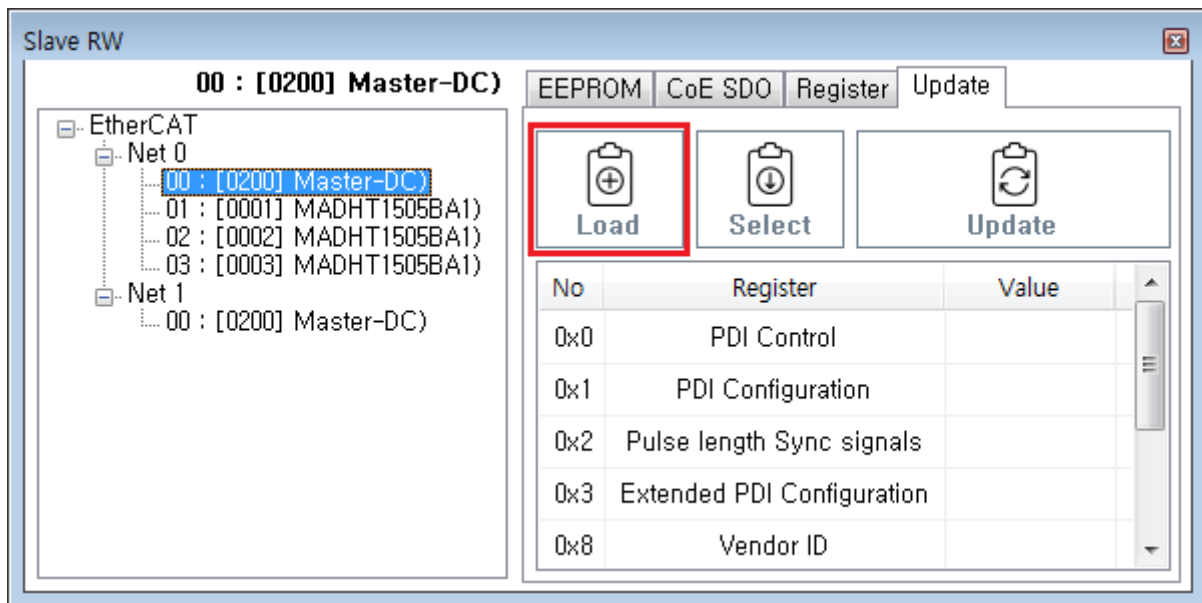 Slave RW
00 : [0200] Master-DC)
EtherCAT
Net 0
00 : [0200] Master-DC)
01 : [0001] MADHT1505BA1)
02 : [0002] MADHT1505BA1)
03 : [0003] MADHT1505BA1)
Net 1
00 : [0200] Master-DC)
EEPROM CoE SDO Register Update
Load Select Update
No Register Value
0x0 PDI Control
0x1 PDI Configuration
0x2 Pulse length Sync signals
0x3 Extended PDI Configuration
0x8 Vendor ID